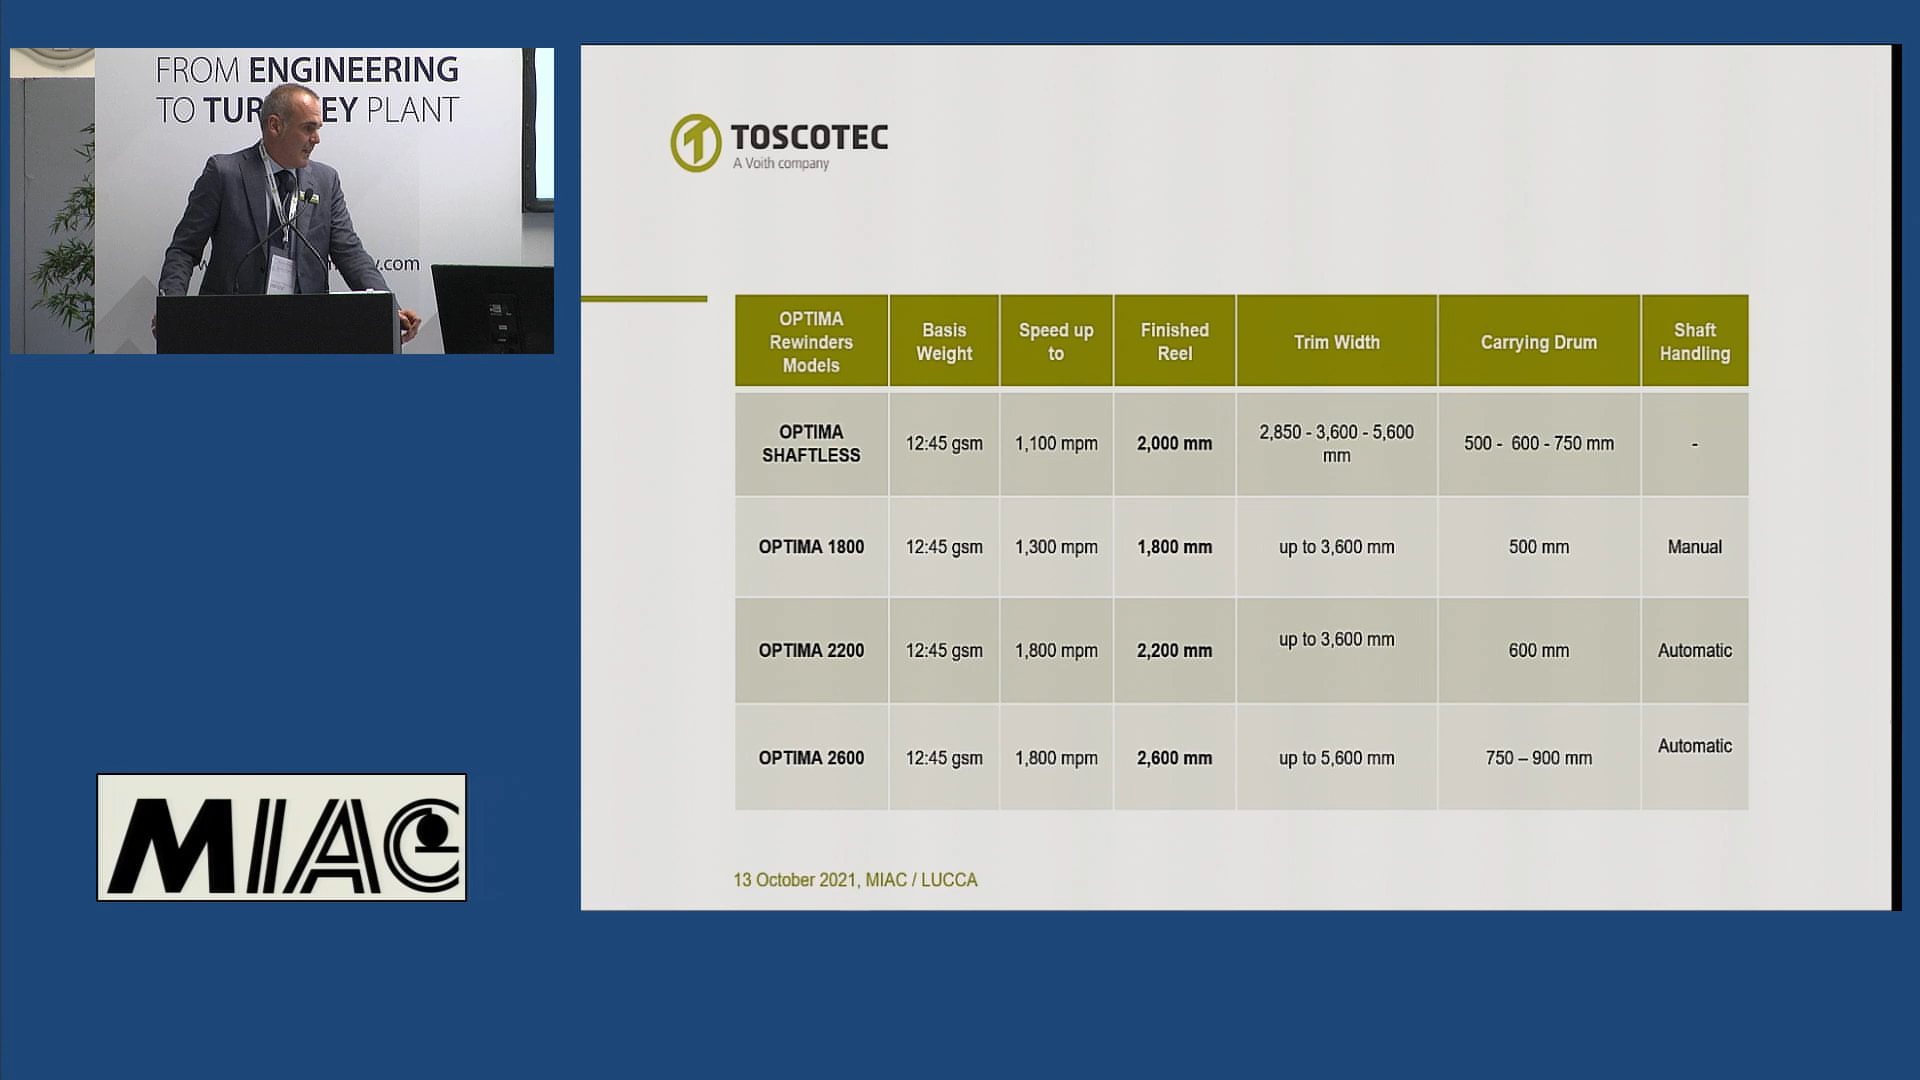 FROM ENGINEERING
TO TUR EY PLANT
y.com
TOSCOTEC
A Voith company
OPTIMA Rewinders Models
Basis Weight
Speed up to
Finished Reel
Trim Width
Carrying Drum
Shaft Handling
OPTIMA SHAFTLESS
12:45 gsm
1,100 mpm
2,000 mm
2,850 - 3,600 - 5,600 mm
500 - 600 - 750 mm
-
OPTIMA 1800
12:45 gsm
1,300 mpm
1,800 mm
up to 3,600 mm
500 mm
Manual
OPTIMA 2200
12:45 gsm
1,800 mpm
2,200 mm
up to 3,600 mm
600 mm
Automatic
OPTIMA 2600
12:45 gsm
1,800 mpm
2,600 mm
up to 5,600 mm
750 – 900 mm
Automatic
13 October 2021, MIAC / LUCCA
MIAC